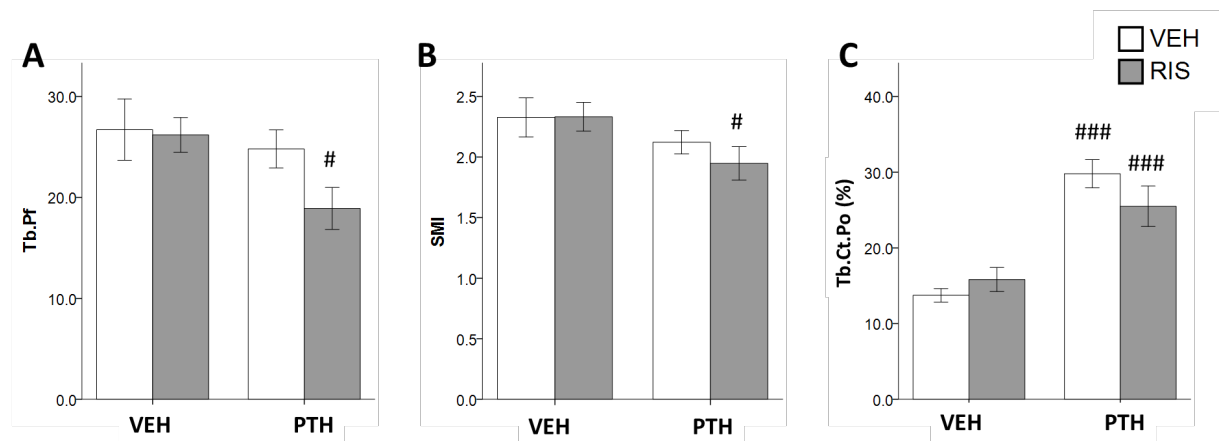 A
Tb.Pf
30.0
20.0
10.0
0.0
#
VEH
PTH
B
SMI
2.5
2.0
1.5
1.0
0.5
0.0
#
VEH
PTH
C
VEH
RIS
Tb.Ct.Po (%)
40.0
30.0
20.0
10.0
0.0
###
###
VEH
PTH